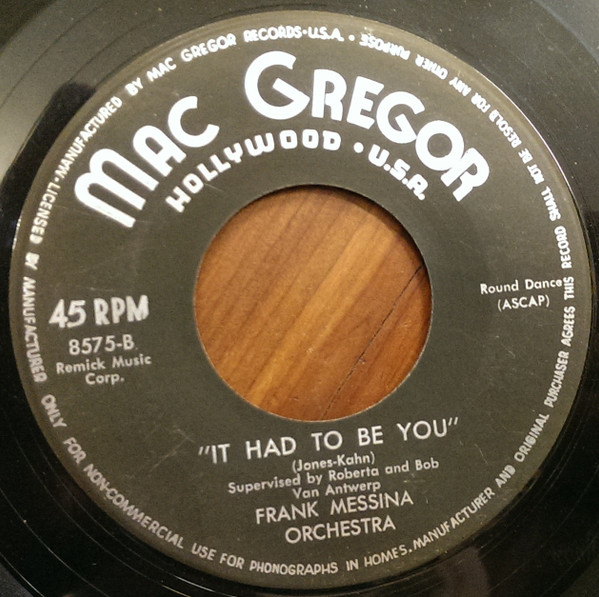 MAC GREGOR
HOLLYWOOD • U.S.A.
45 RPM
8575-B
Remick Music
Corp.
Round Dance
(ASCAP)
"IT HAD TO BE YOU"
(Jones-Kahn)
Supervised by Roberta and Bob
Van Antwerp
FRANK MESSINA
ORCHESTRA
MANUFACTURED BY MAC GREGOR RECORDS•U.S.A. •
LICENSED BY MANUFACTURER ONLY FOR NON-COMMERCIAL USE FOR PHONOGRAPHS IN HOMES. MANUFACTURER AND ORIGINAL PURCHASER AGREES THIS RECORD SHALL NOT BE RESOLD FOR ANY OTHER PURPOSE •